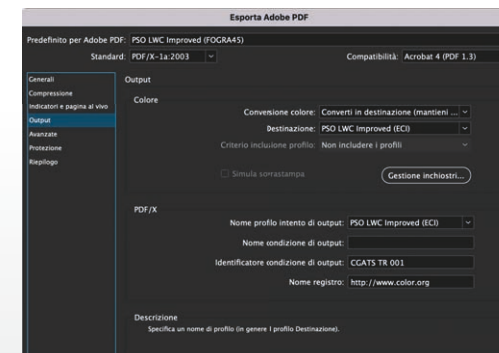 Esporta Adobe PDF
Predefinito per Adobe PDF: PSO LWC Improved (FOGRA45)
Standard: PDF/X-1a:2003 Compatibilità: Acrobat 4 (PDF 1.3)
Generali
Compressione
Indicatori e pagina al vivo
Output
Avanzate
Protezione
Riepilogo
Output
Colore
Conversione colore: Converti in destinazione (mantieni ...
Destinazione: PSO LWC Improved (ECI)
Criterio inclusione profilo: Non includere i profili
Simula sovrastampa Gestione inchiostri...
PDF/X
Nome profilo intento di output: PSO LWC Improved (ECI)
Nome condizione di output:
Identificatore condizione di output: CGATS TR 001
Nome registro: http://www.color.org
Descrizione
Specifica un nome di profilo (in genere l profilo Destinazione).